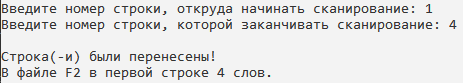 Введите номер строки, откруда начинать сканирование: 1
Введите номер строки, которой заканчивать сканирование: 4
Строка(-и) были перенесены!
В файле F2 в первой строке 4 слов.